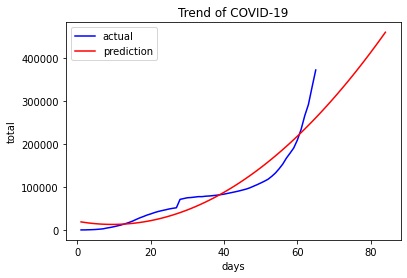 Trend of COVID-19
actual
prediction
400000
300000
200000
100000
0
total
0 20 40 60 80
days